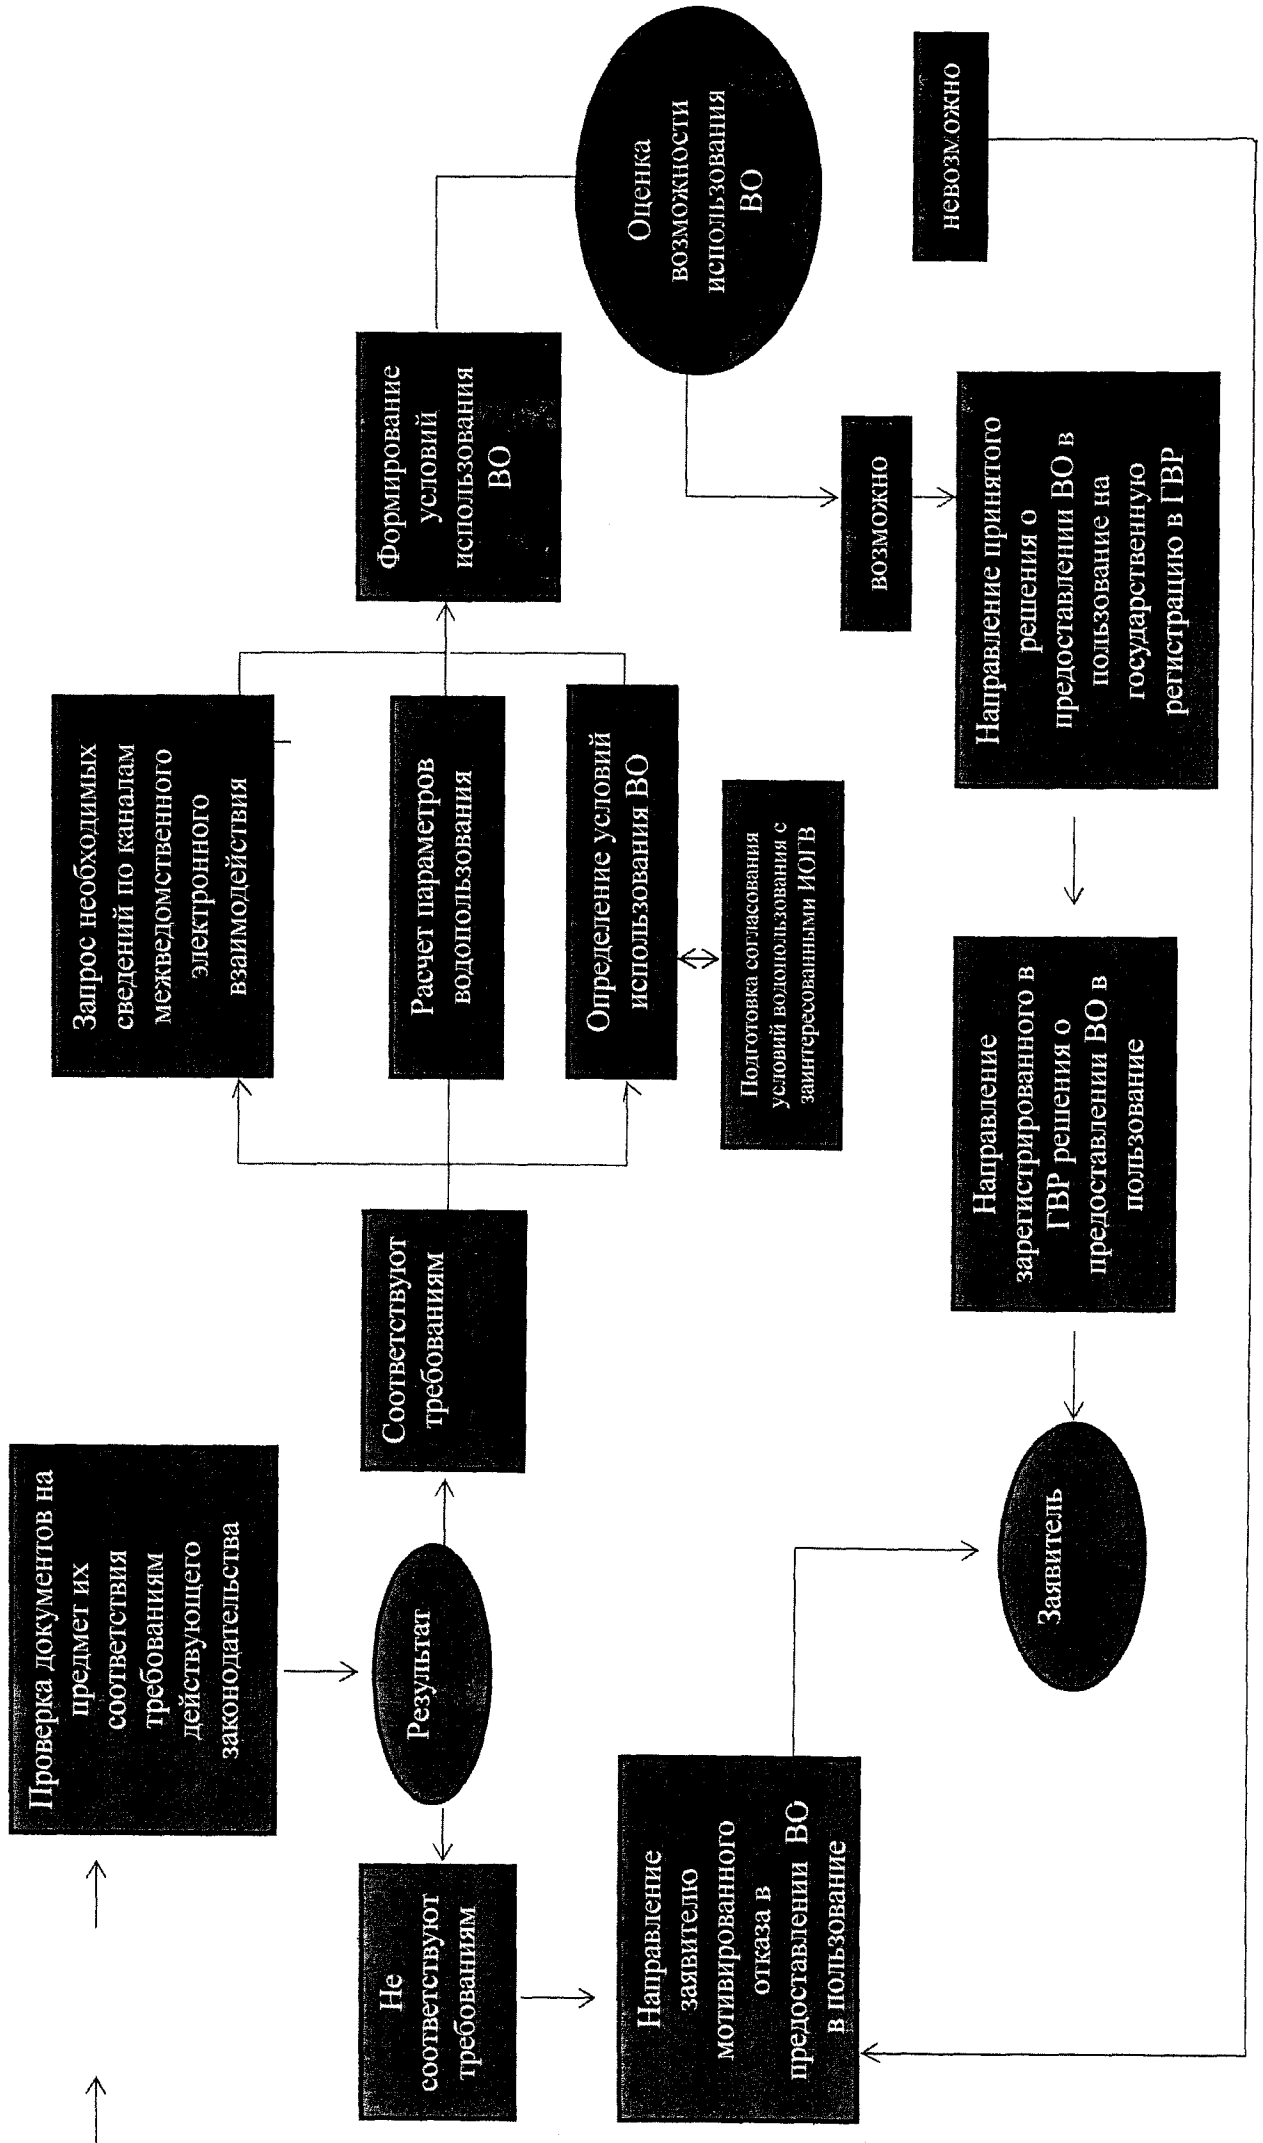 Проверка документов на
предмет их
соответствия
требованиям
действующего
законодательства
Результат
Не
соответствуют
требованиям
Соответствуют
требованиям
Запрос необходимых
сведений по каналам
межведомственного
электронного
взаимодействия
Расчет параметров
водопользования
Определение условий
использования ВО
Подготовка согласования
условий водопользования с
заинтересованными ИОГВ
Формирование
условий
использования
ВО
Оценка
возможности
использования
ВО
возможно
невозможно
Направление принятого
решения о
предоставлении ВО в
пользование на
государственную
регистрацию в ГВР
Направление
зарегистрированного в
ГВР решения о
предоставлении ВО в
пользование
Заявитель
Направление
заявителю
мотивированного
отказа в
предоставлении ВО
в пользование